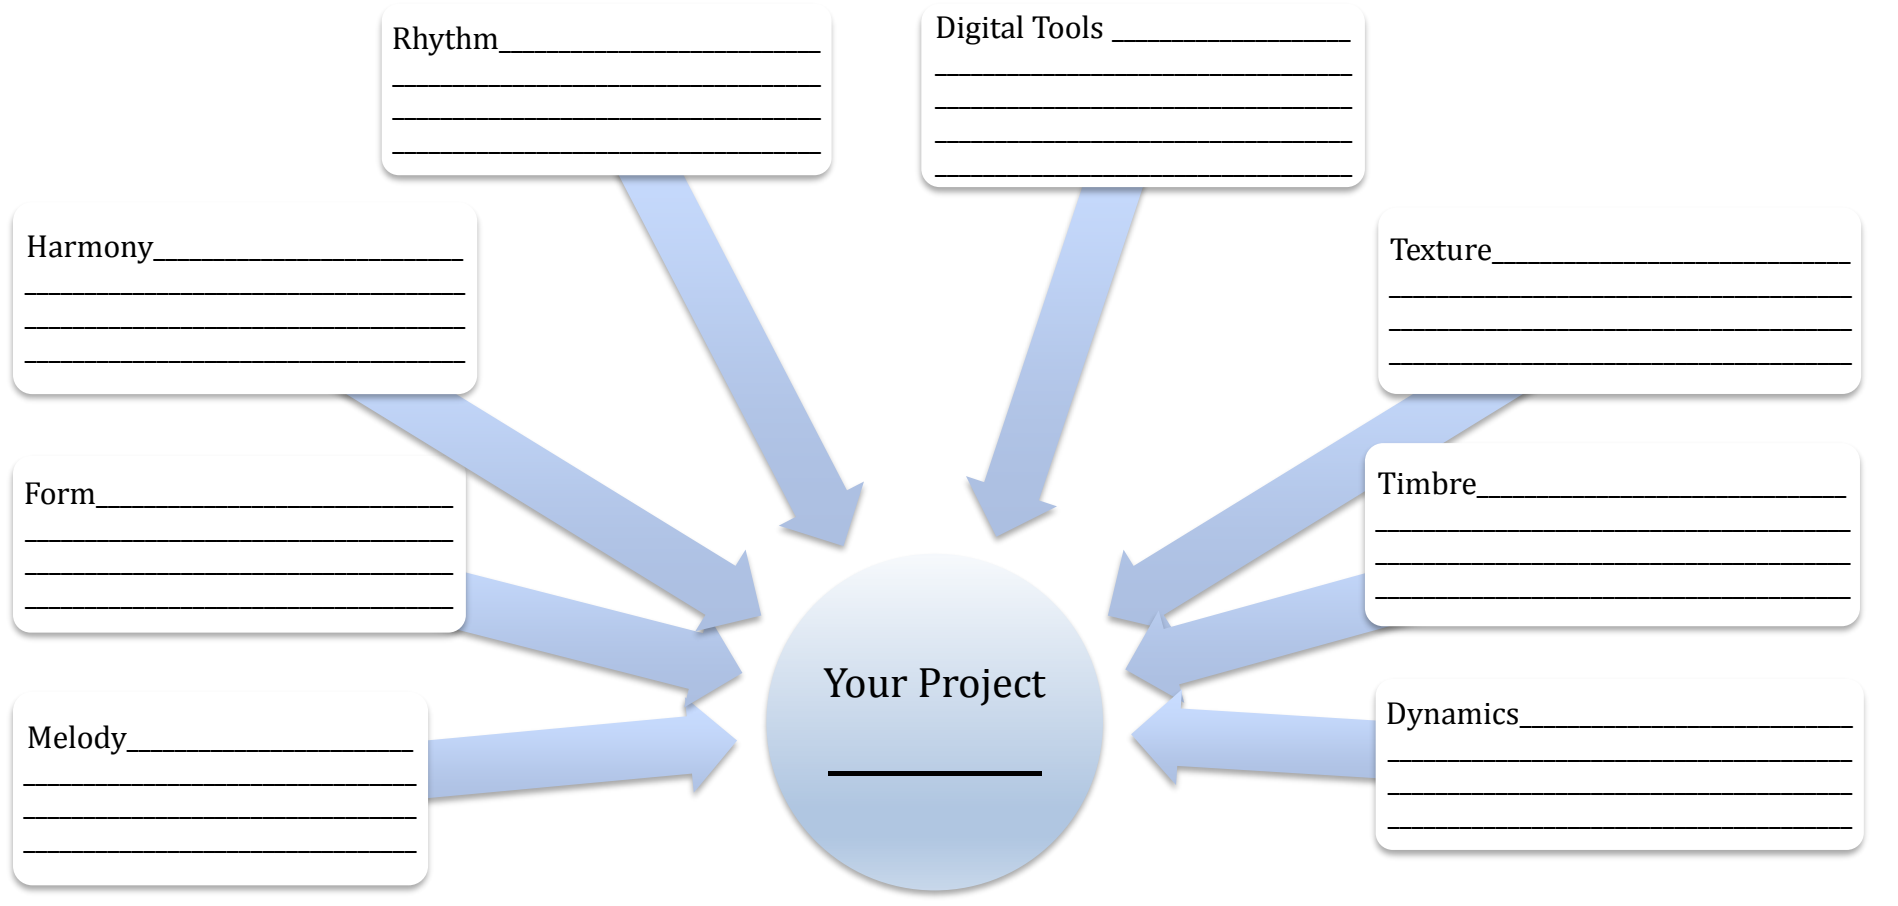 Rhythm
Digital Tools
Harmony
Texture
Form
Timbre
Your Project
Melody
Dynamics